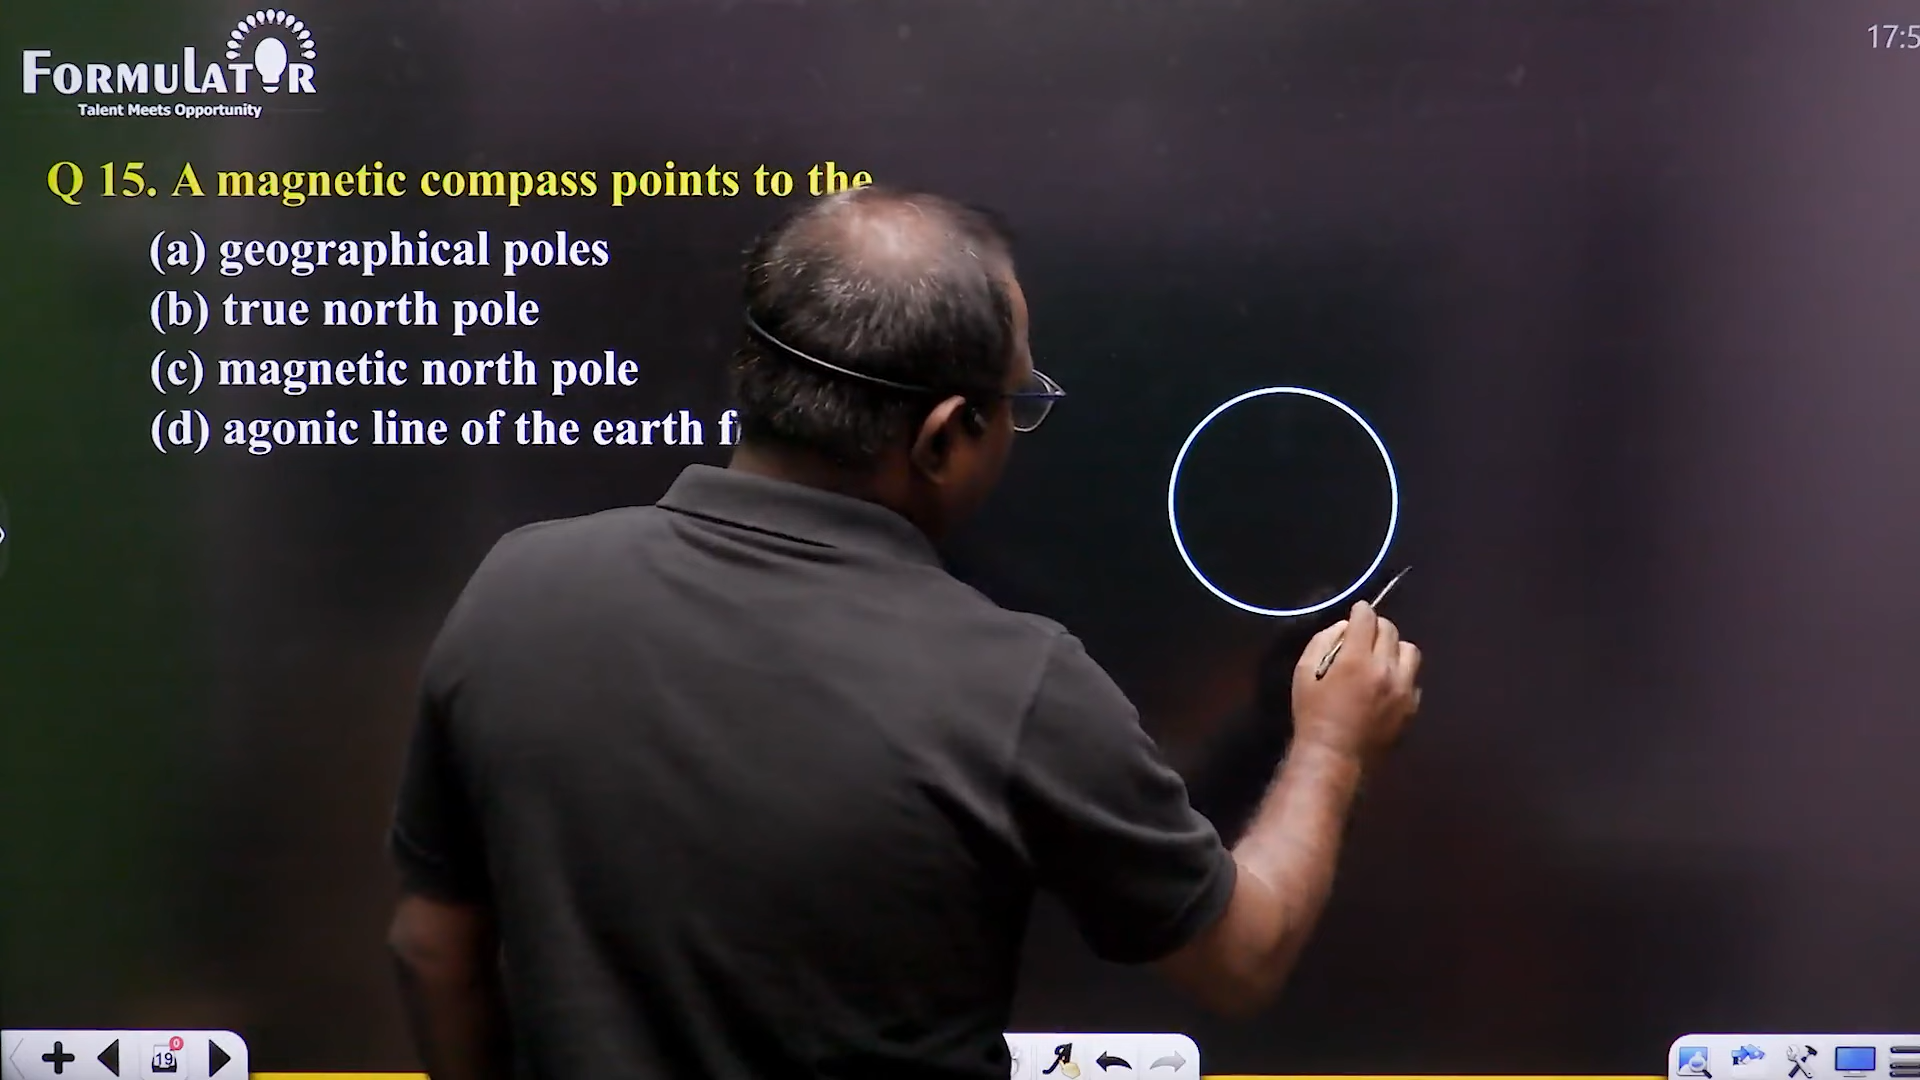 FORMULATOR
Talent Meets Opportunity
17:5
Q 15. A magnetic compass points to the
(a) geographical poles
(b) true north pole
(c) magnetic north pole
(d) agonic line of the earth
19
0